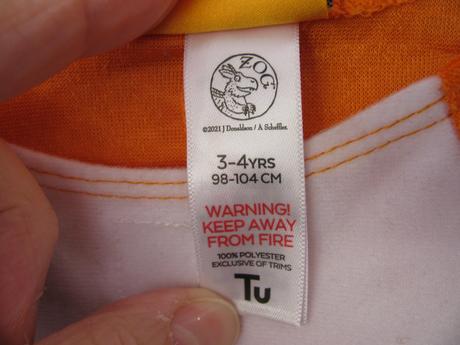 ZOG
©2021 J Donaldson / A Scheffler.
3-4YRS
98-104 CM
WARNING!
KEEP AWAY
FROM FIRE
100% POLYESTER
EXCLUSIVE OF TRIMS
Tu